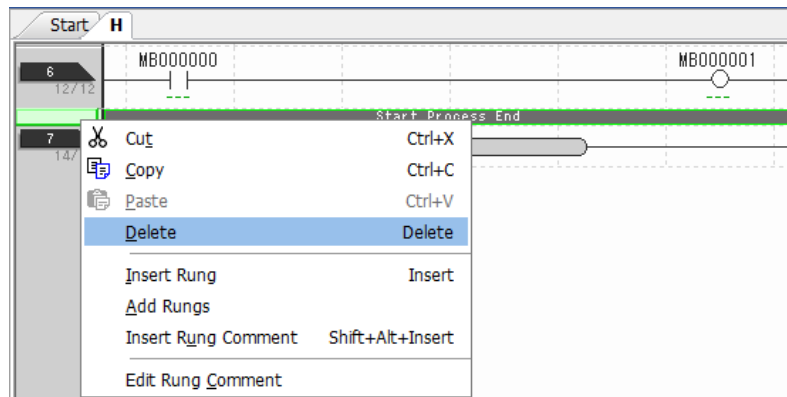 Start H
MB000000 MB000001
6
12/12
Start Process End
7
14/
Cut Ctrl+X
Copy Ctrl+C
Paste Ctrl+V
Delete Delete
Insert Rung Insert
Add Rungs
Insert Rung Comment Shift+Alt+Insert
Edit Rung Comment